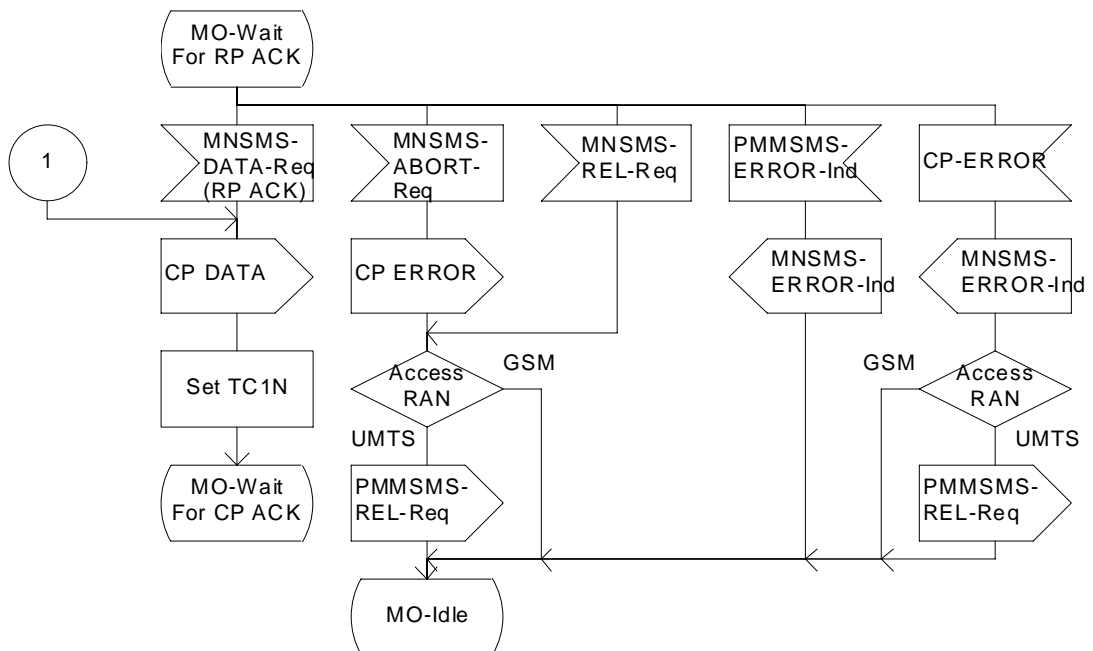 MO-Wait
For RP ACK
1
MNSMS-
DATA-Req
(RP ACK)
MNSMS-
ABORT-
Req
MNSMS-
REL-Req
PMMSMS-
ERROR-Ind
CP-ERROR
CP DATA
CP ERROR
MNSMS-
ERROR-Ind
MNSMS-
ERROR-Ind
Set TC1N
Access
RAN
GSM
UMTS
GSM
Access
RAN
UMTS
MO-Wait
For CP ACK
PMMSMS-
REL-Req
PMMSMS-
REL-Req
MO-Idle